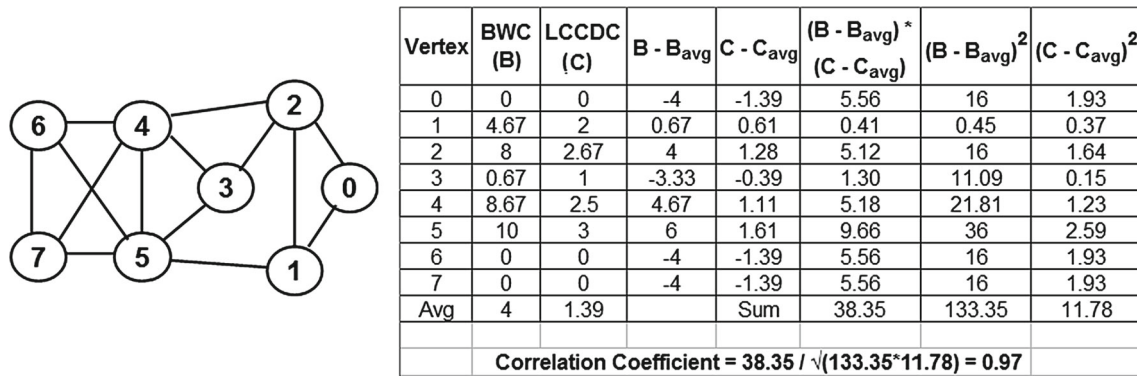 6 4 2 3 0 7 5 1
Vertex BWC (B) LCCDC (C) B - Bavg C - Cavg (B - Bavg) * (C - Cavg) (B - Bavg)2 (C - Cavg)2
0 0 0 -4 -1.39 5.56 16 1.93
1 4.67 2 0.67 0.61 0.41 0.45 0.37
2 8 2.67 4 1.28 5.12 16 1.64
3 0.67 1 -3.33 -0.39 1.30 11.09 0.15
4 8.67 2.5 4.67 1.11 5.18 21.81 1.23
5 10 3 6 1.61 9.66 36 2.59
6 0 0 -4 -1.39 5.56 16 1.93
7 0 0 -4 -1.39 5.56 16 1.93
Avg 4 1.39 Sum 38.35 133.35 11.78
Correlation Coefficient = 38.35 / √(133.35*11.78) = 0.97